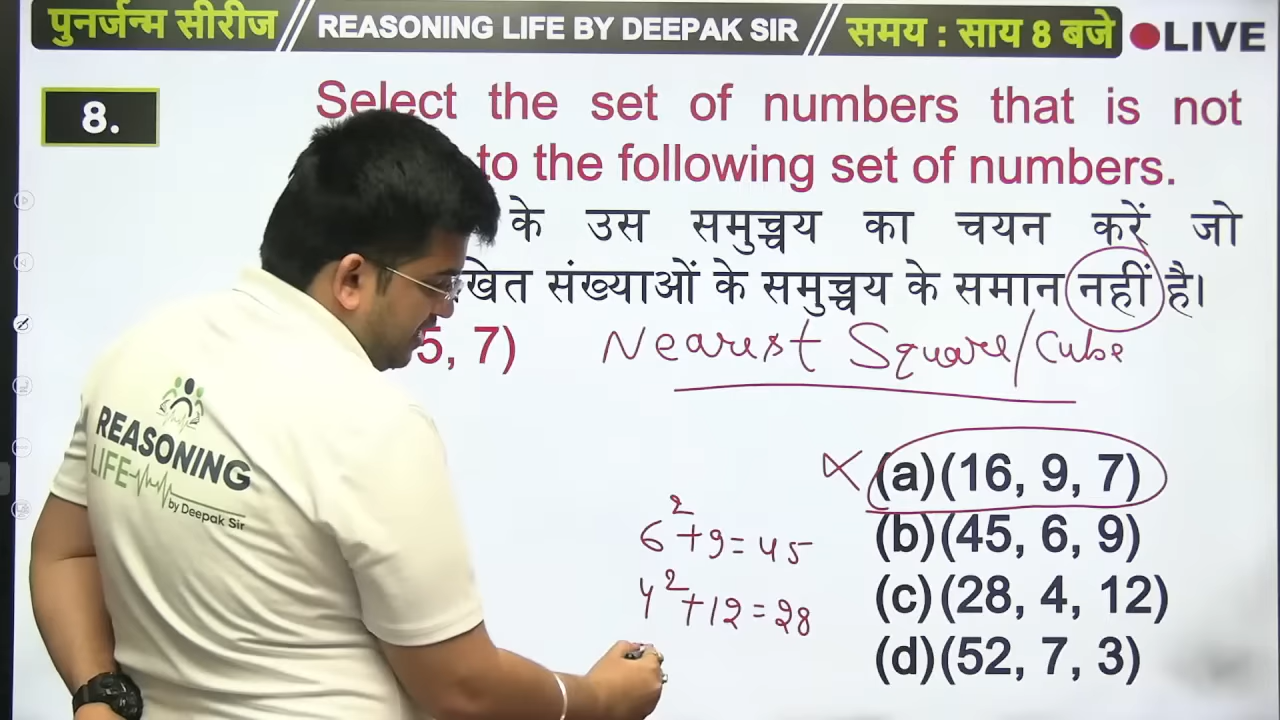 पुनर्जन्म सीरीज // REASONING LIFE BY DEEPAK SIR // समय : साय 8 बजे LIVE
8.
Select the set of numbers that is not
to the following set of numbers.
के उस समुच्चय का चयन करें जो
संख्याओं के समुच्चय के समान नहीं है।
5, 7)
Nearest Square/Cube
(a)(16, 9, 7)
6²+9=45
(b)(45, 6, 9)
4²+12=28
(c)(28, 4, 12)
(d)(52, 7, 3)
REASONING
LIFE
by Deepak Sir